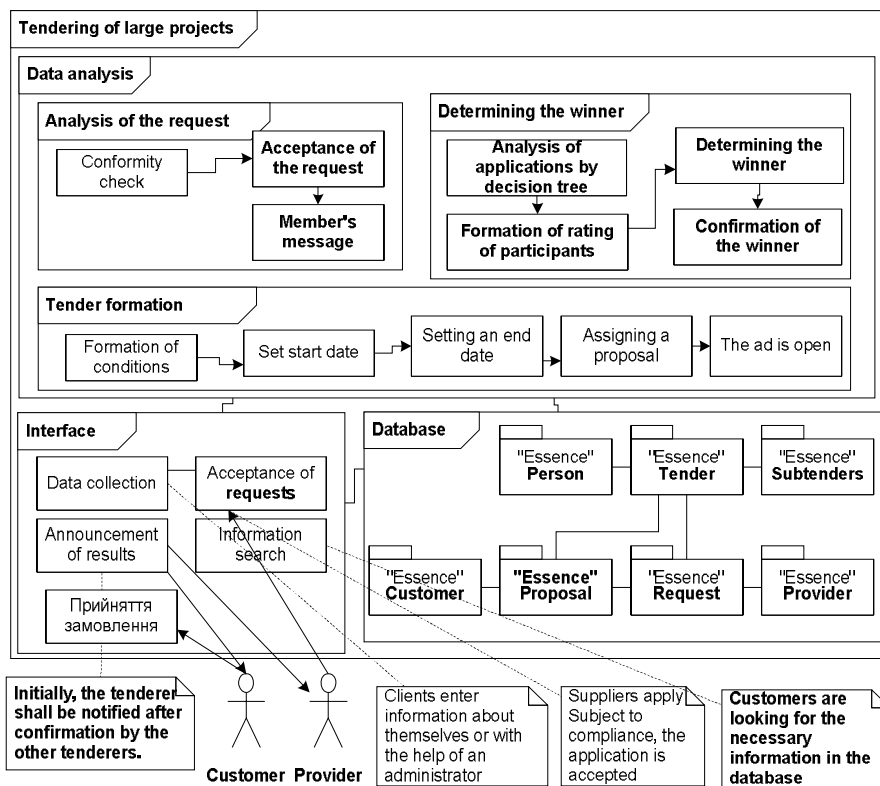 Tendering of large projects
Data analysis
Analysis of the request
Conformity
check
Acceptance of
the request
Member's
message
Determining the winner
Analysis of
applications by
decision tree
Formation of rating
of participants
Determining the
winner
Confirmation of
the winner
Tender formation
Formation of
conditions
Set start date
Setting an end
date
Assigning a
proposal
The ad is open
Interface
Data collection
Acceptance of
requests
Announcement
of results
Information
search
Прийняття
замовлення
Database
"Essence"
Person
"Essence"
Tender
"Essence"
Subtenders
"Essence"
Customer
"Essence"
Proposal
"Essence"
Request
"Essence"
Provider
Initially, the tenderer
shall be notified after
confirmation by the
other tenderers.
Customer
Provider
Clients enter
information about
themselves or with
the help of an
administrator
Suppliers apply
Subject to
compliance, the
application is
accepted
Customers are
looking for the
necessary
information in the
database